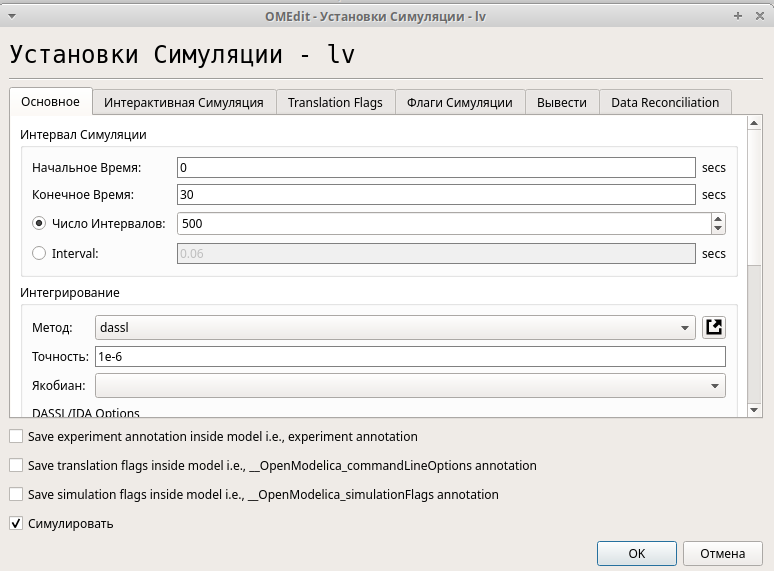 OMEdit - Установки Симуляции - lv
Установки Симуляции - lv
Основное Интерактивная Симуляция Translation Flags Флаги Симуляции Вывести Data Reconciliation
Интервал Симуляции
Начальное Время: 0 secs
Конечное Время: 30 secs
Число Интервалов: 500
Interval: 0.06 secs
Интегрирование
Метод: dassl
Точность: 1e-6
Якобиан:
DASSL/IDA Options
Save experiment annotation inside model i.e., experiment annotation
Save translation flags inside model i.e., __OpenModelica_commandLineOptions annotation
Save simulation flags inside model i.e., __OpenModelica_simulationFlags annotation
Симулировать
OK Отмена